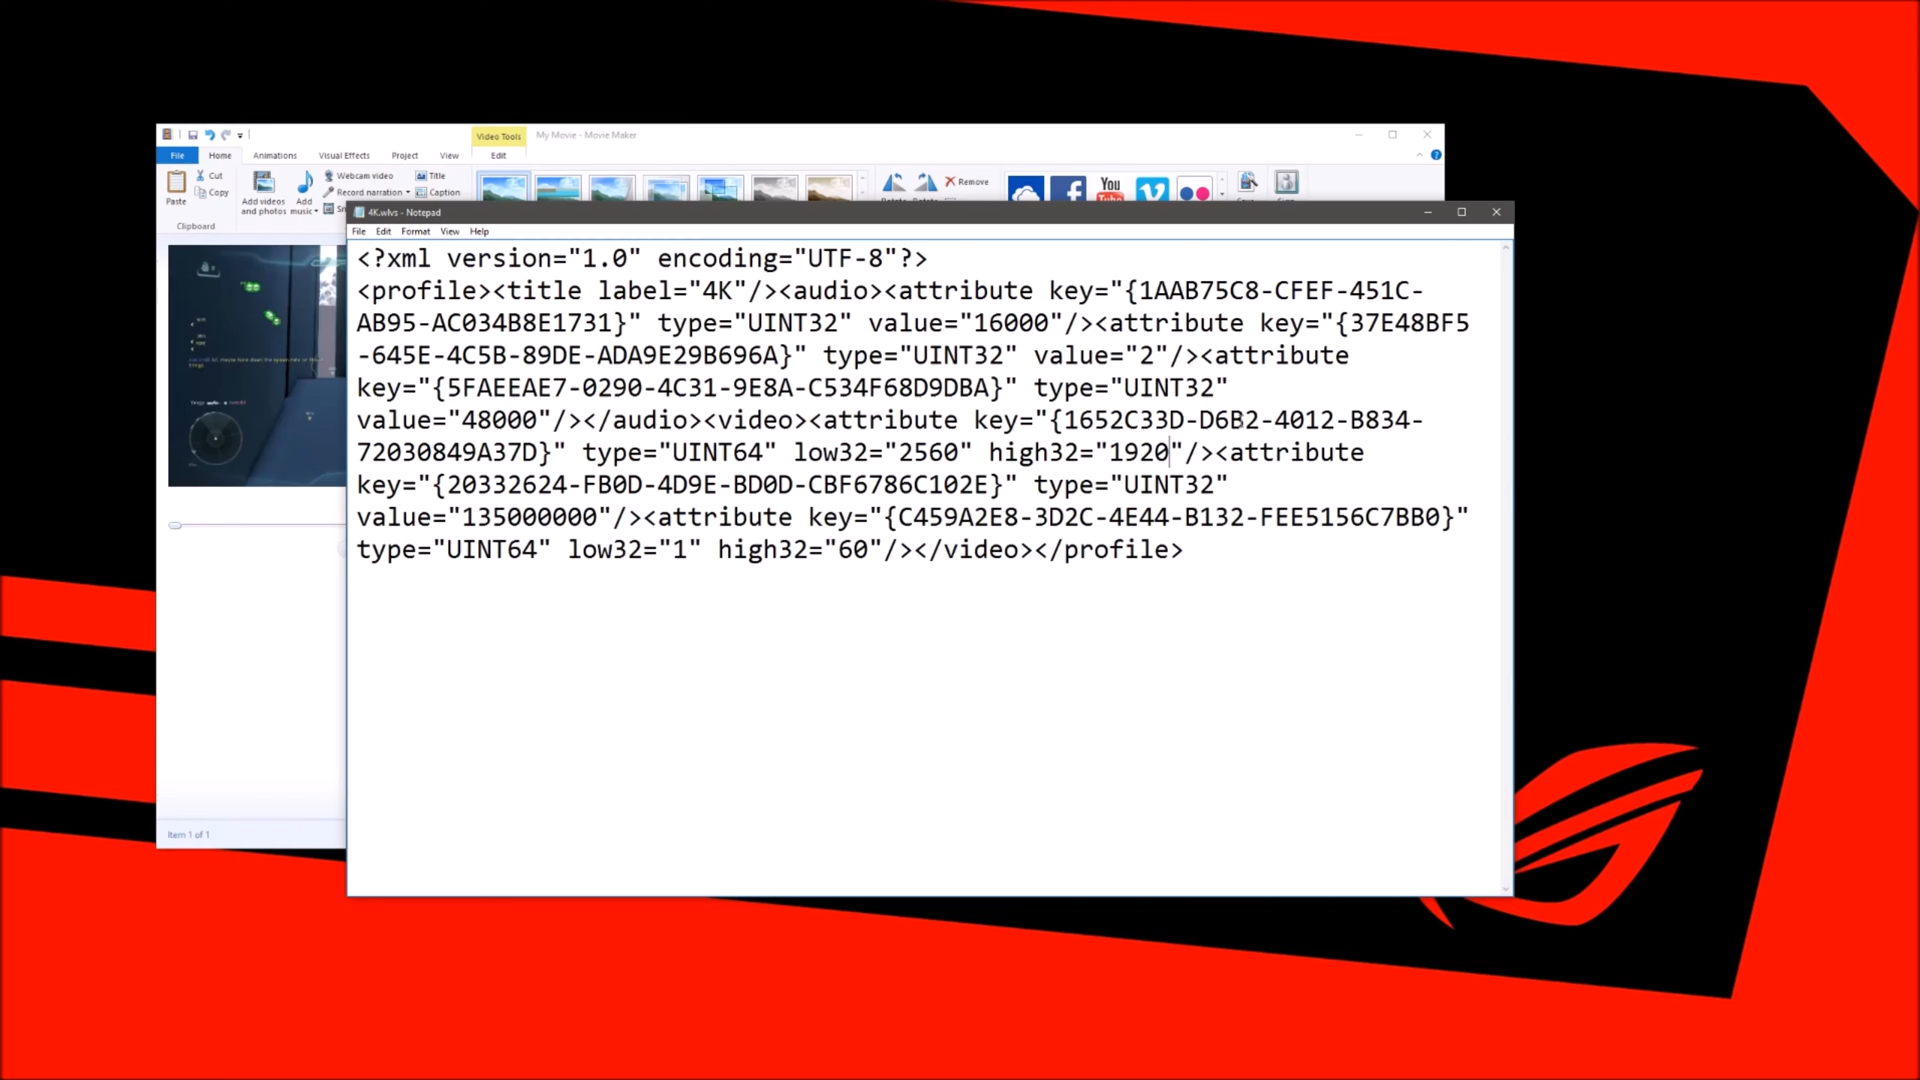 Video Tools
My Movie - Movie Maker
File
Home
Animations
Visual Effects
Project
View
Edit
Paste
Cut
Copy
Clipboard
Add videos
and photos
Add
music
Webcam video
Record narration
Title
Caption
Remove
You
4K.wlvs - Notepad
File Edit Format View Help
<?xml version="1.0" encoding="UTF-8"?>
<profile><title label="4K"/><audio><attribute key="{1AAB75C8-CFEF-451C-
AB95-AC034B8E1731}" type="UINT32" value="16000"/><attribute key="{37E48BF5
-645E-4C5B-89DE-ADA9E29B696A}" type="UINT32" value="2"/><attribute
key="{5FAEEAE7-0290-4C31-9E8A-C534F68D9DBA}" type="UINT32"
value="48000"/></audio><video><attribute key="{1652C33D-D6B2-4012-B834-
72030849A37D}" type="UINT64" low32="2560" high32="1920"/><attribute
key="{20332624-FB0D-4D9E-BD0D-CBF6786C102E}" type="UINT32"
value="135000000"/><attribute key="{C459A2E8-3D2C-4E44-B132-FEE5156C7BB0}"
type="UINT64" low32="1" high32="60"/></video></profile>
Item 1 of 1